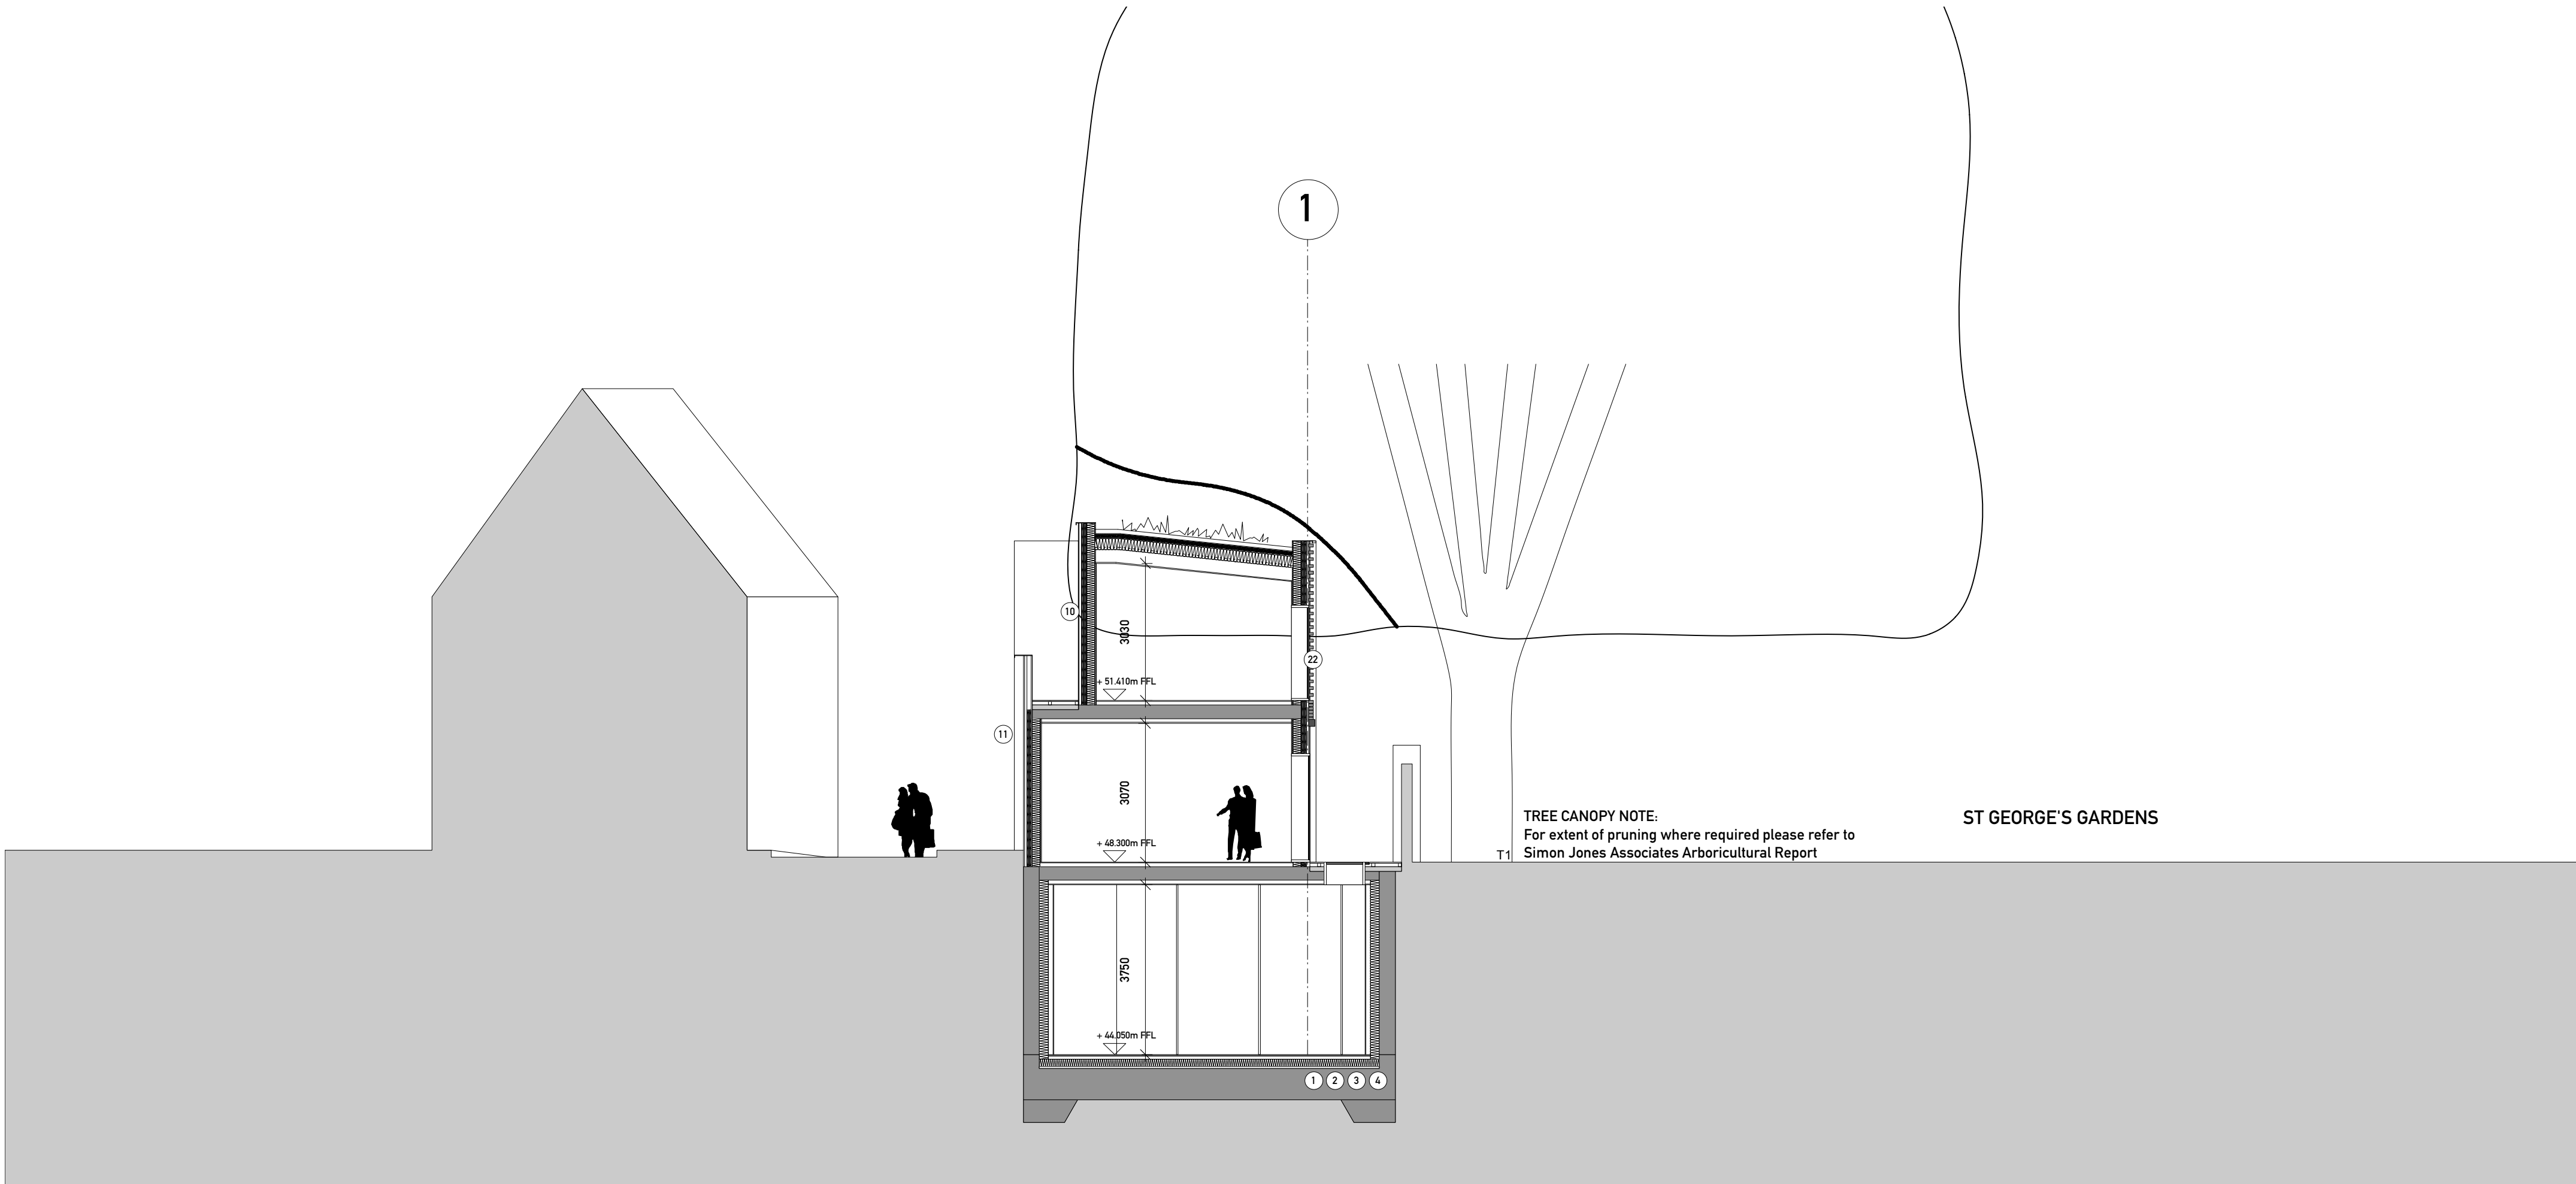 1
10
3030
22
+ 51.410m FFL
11
3070
TREE CANOPY NOTE:
For extent of pruning where required please refer to
Simon Jones Associates Arboricultural Report
ST GEORGE'S GARDENS
+ 48.300m FFL
T1
3750
+ 44.050m FFL
1 2 3 4